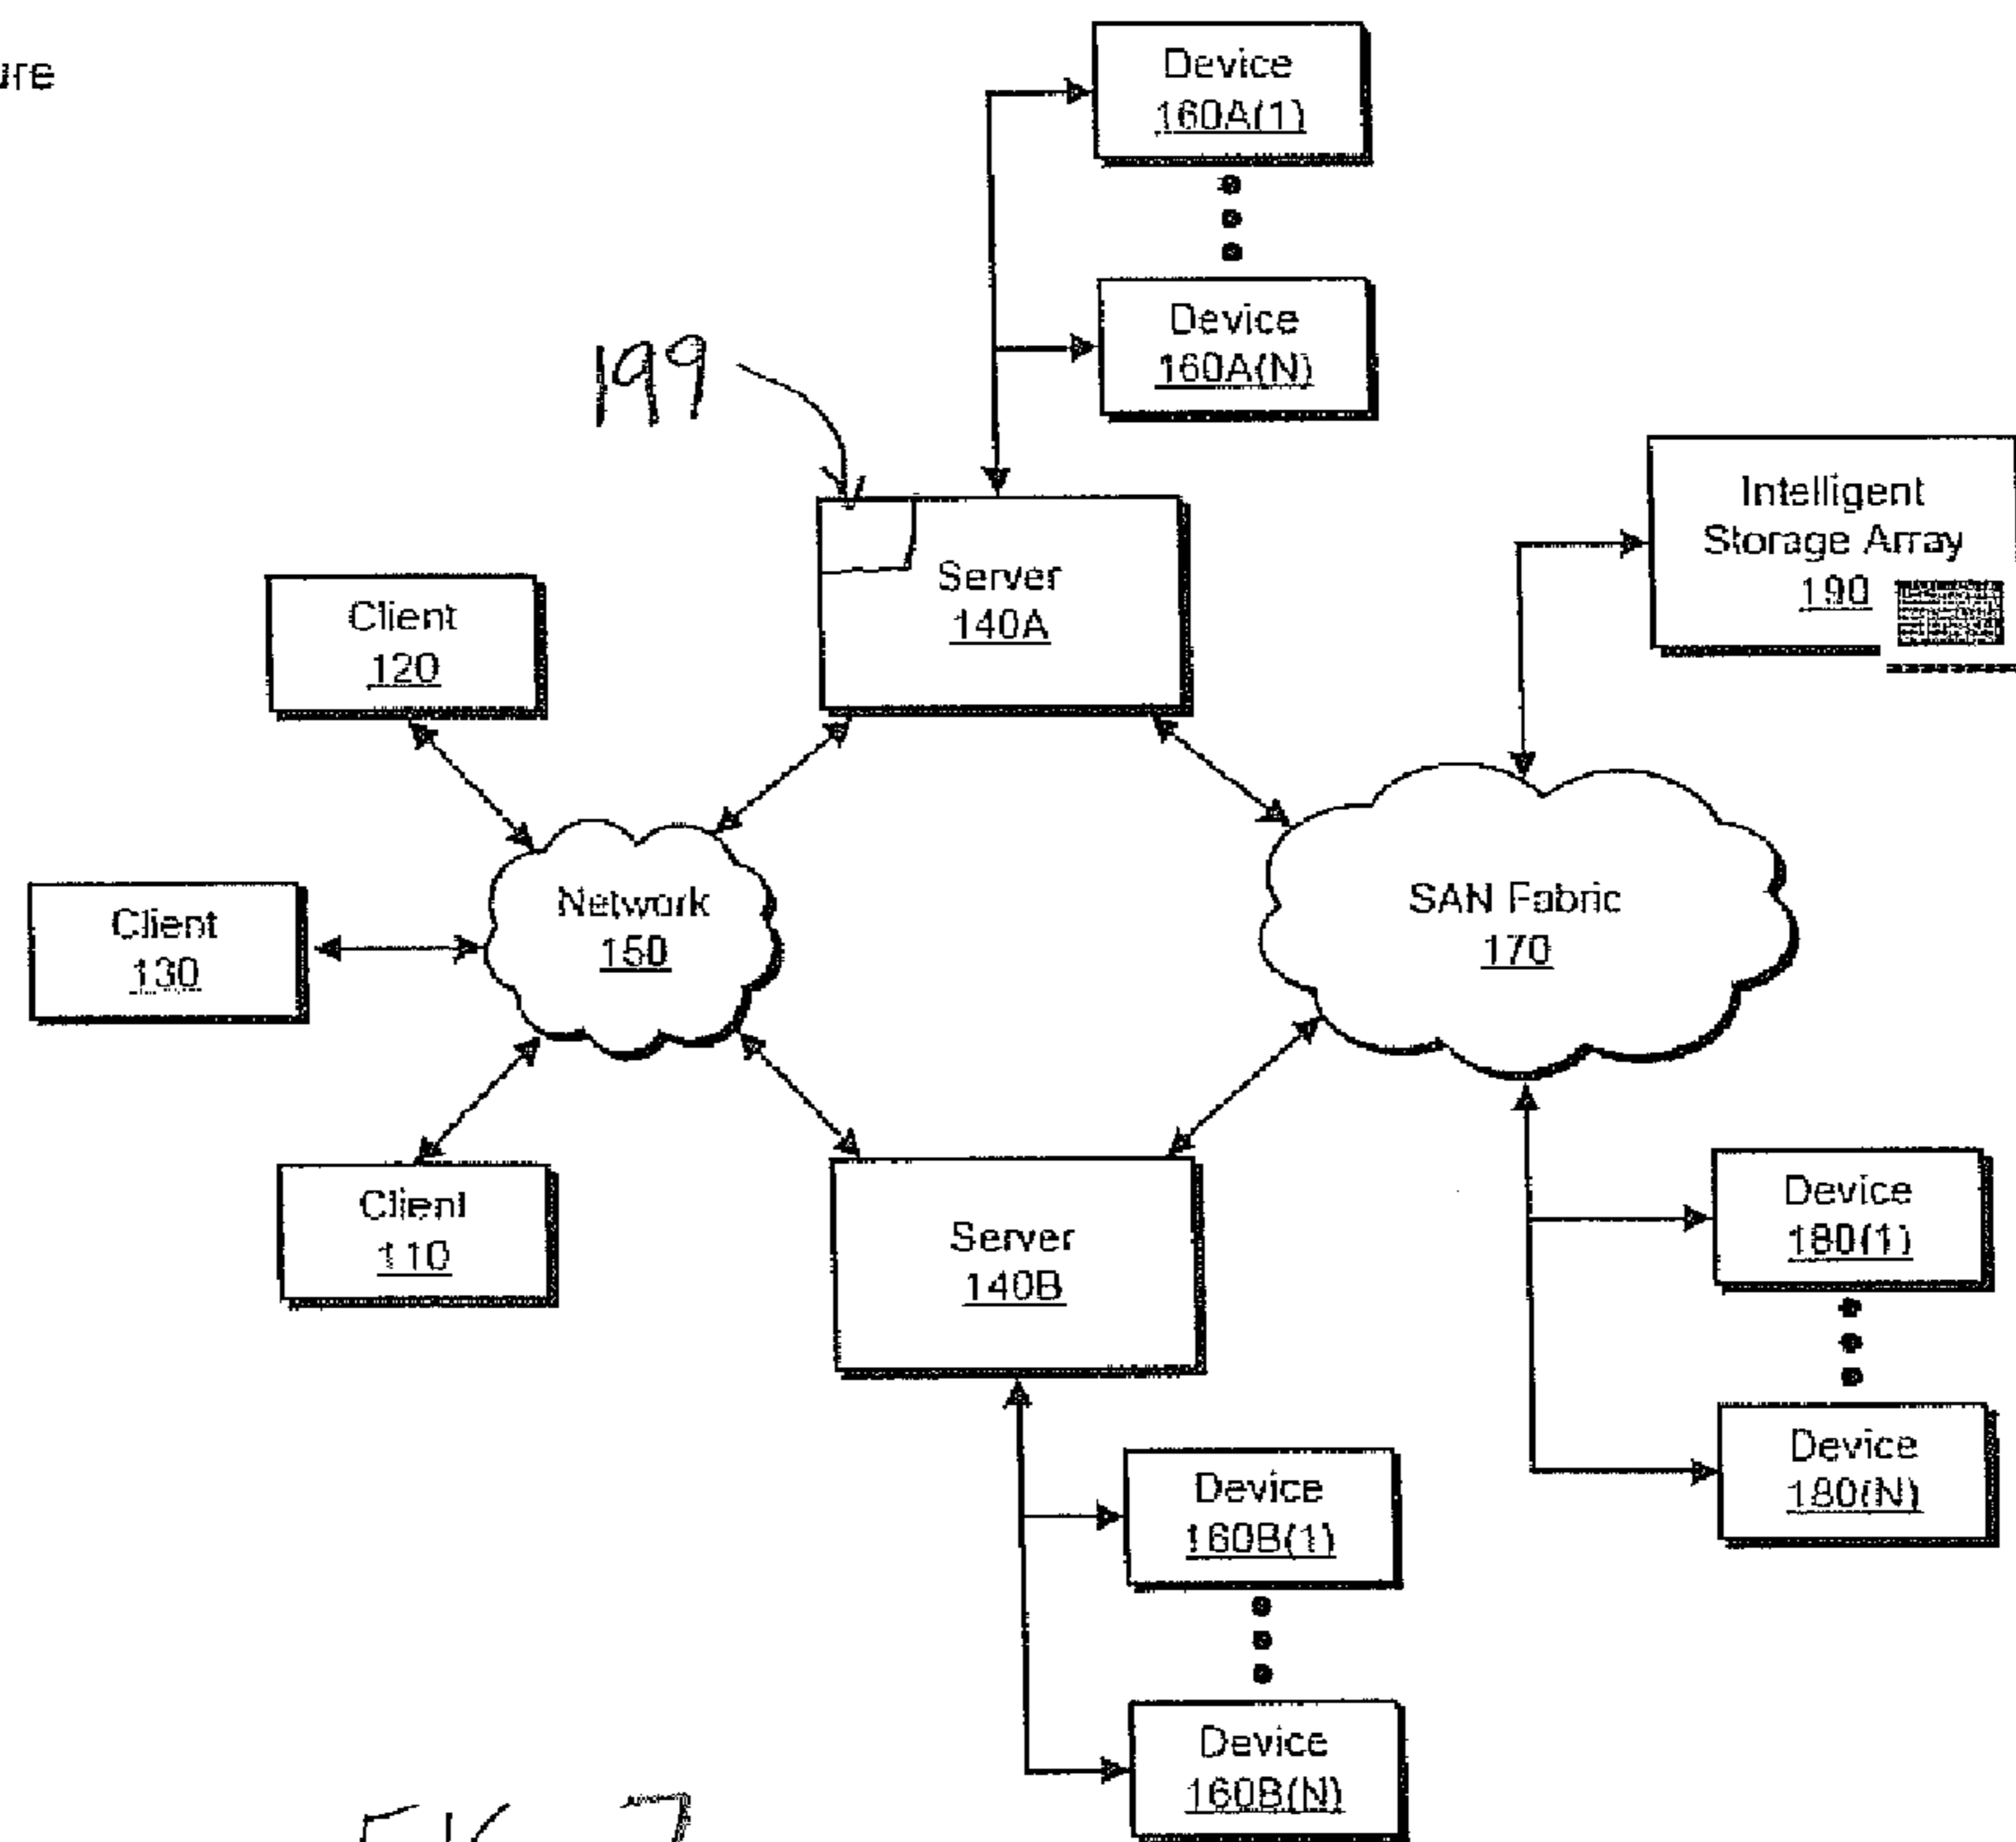 Device
160A(1)
Device
160A(N)
199
Intelligent
Storage Array
190
Server
140A
Client
120
Network
150
SAN Fabric
170
Client
130
Client
110
Server
140B
Device
180(1)
Device
180(N)
Device
160B(1)
Device
160B(N)